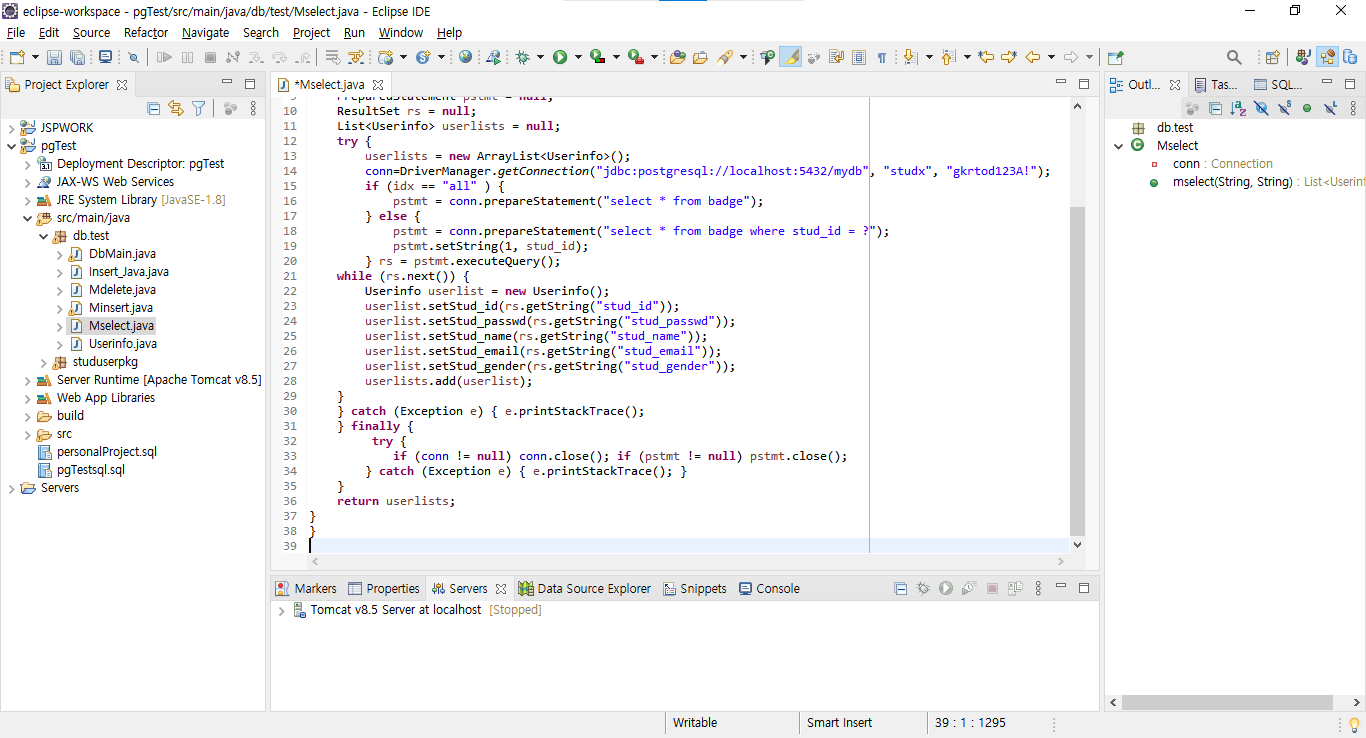 eclipse-workspace - pgTest/src/main/java/db/test/Mselect.java - Eclipse IDE
File Edit Source Refactor Navigate Search Project Run Window Help
Project Explorer
JSPWORK
pgTest
Deployment Descriptor: pgTest
JAX-WS Web Services
JRE System Library [JavaSE-1.8]
src/main/java
db.test
DbMain.java
Insert_Java.java
Mdelete.java
Minsert.java
Mselect.java
Userinfo.java
studuserpkg
Server Runtime [Apache Tomcat v8.5]
Web App Libraries
build
src
personalProject.sql
pgTestsql.sql
Servers
*Mselect.java
9 PreparedStatement pstmt = null;
10 ResultSet rs = null;
11 List<Userinfo> userlists = null;
12 try {
13 userlists = new ArrayList<Userinfo>();
14 conn=DriverManager.getConnection("jdbc:postgresql://localhost:5432/mydb", "studx", "gkrtod123A!");
15 if (idx == "all" ) {
16 pstmt = conn.prepareStatement("select * from badge");
17 } else {
18 pstmt = conn.prepareStatement("select * from badge where stud_id = ?");
19 pstmt.setString(1, stud_id);
20 } rs = pstmt.executeQuery();
21 while (rs.next()) {
22 Userinfo userlist = new Userinfo();
23 userlist.setStud_id(rs.getString("stud_id"));
24 userlist.setStud_passwd(rs.getString("stud_passwd"));
25 userlist.setStud_name(rs.getString("stud_name"));
26 userlist.setStud_email(rs.getString("stud_email"));
27 userlist.setStud_gender(rs.getString("stud_gender"));
28 userlists.add(userlist);
29 }
30 } catch (Exception e) { e.printStackTrace();
31 } finally {
32 try {
33 if (conn != null) conn.close(); if (pstmt != null) pstmt.close();
34 } catch (Exception e) { e.printStackTrace(); }
35 }
36 return userlists;
37 }
38 }
39
Markers Properties Servers Data Source Explorer Snippets Console
Tomcat v8.5 Server at localhost [Stopped]
Outl... Tas... SQL...
db.test
Mselect
conn : Connection
mselect(String, String) : List<Userinf
Writable Smart Insert 39 : 1 : 1295